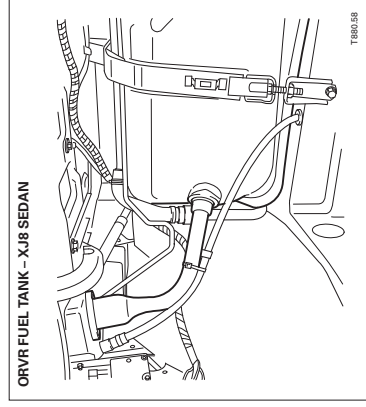 ORVR FUEL TANK – XJ8 SEDAN
T880.58